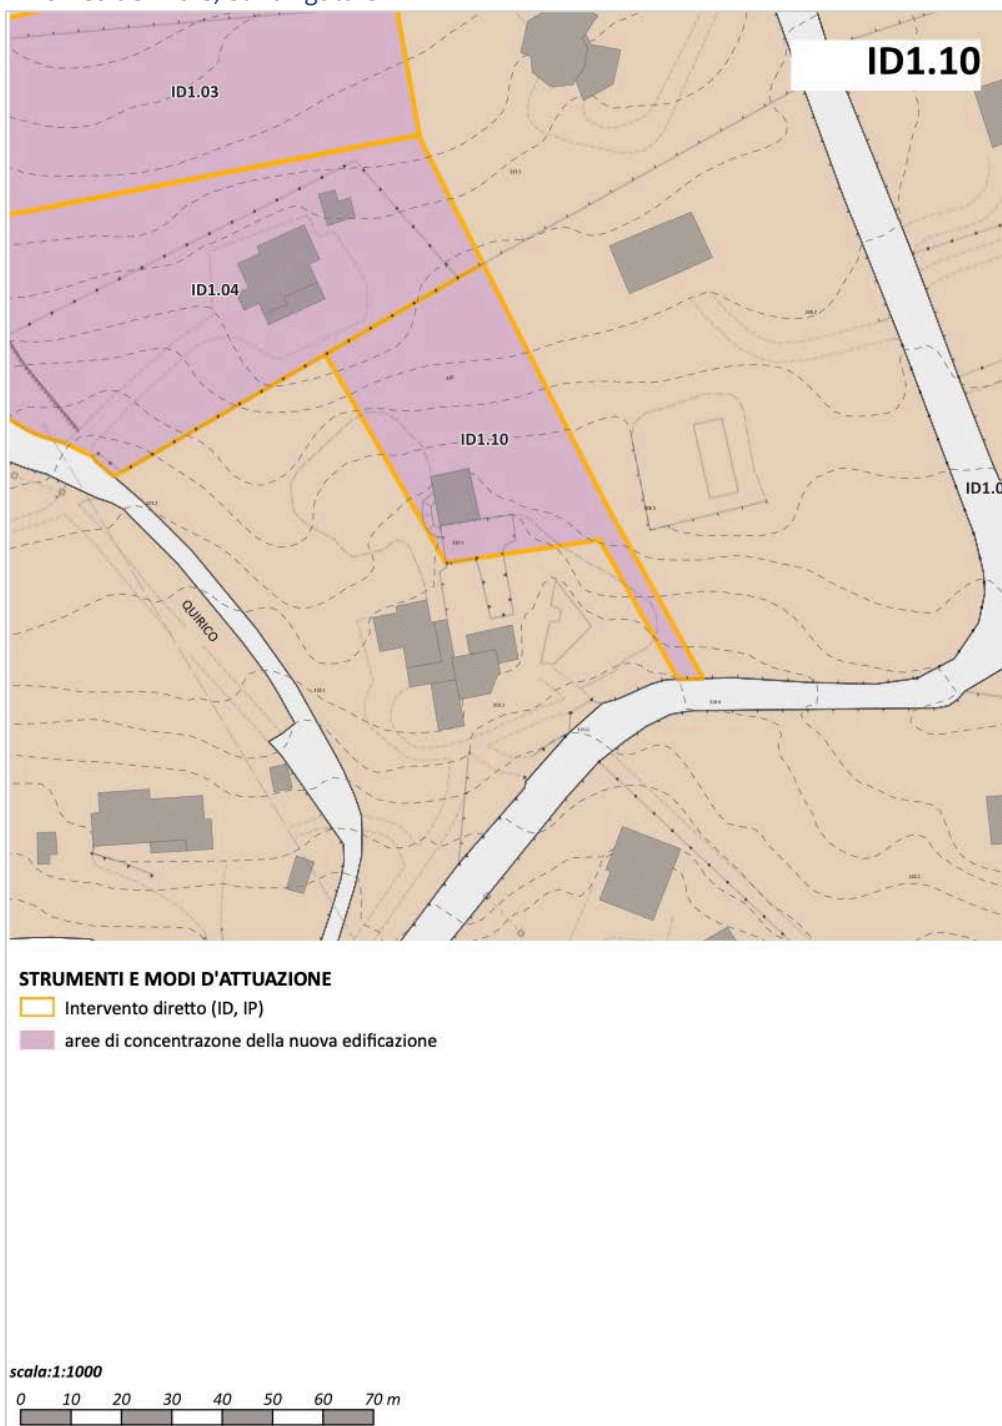 ID1.10
ID1.03
ID1.04
ID1.10
ID1.0
QUIRICO
STRUMENTI E MODI D'ATTUAZIONE
Intervento diretto (ID, IP)
aree di concentrazone della nuova edificazione
scala:1:1000
0 10 20 30 40 50 60 70 m